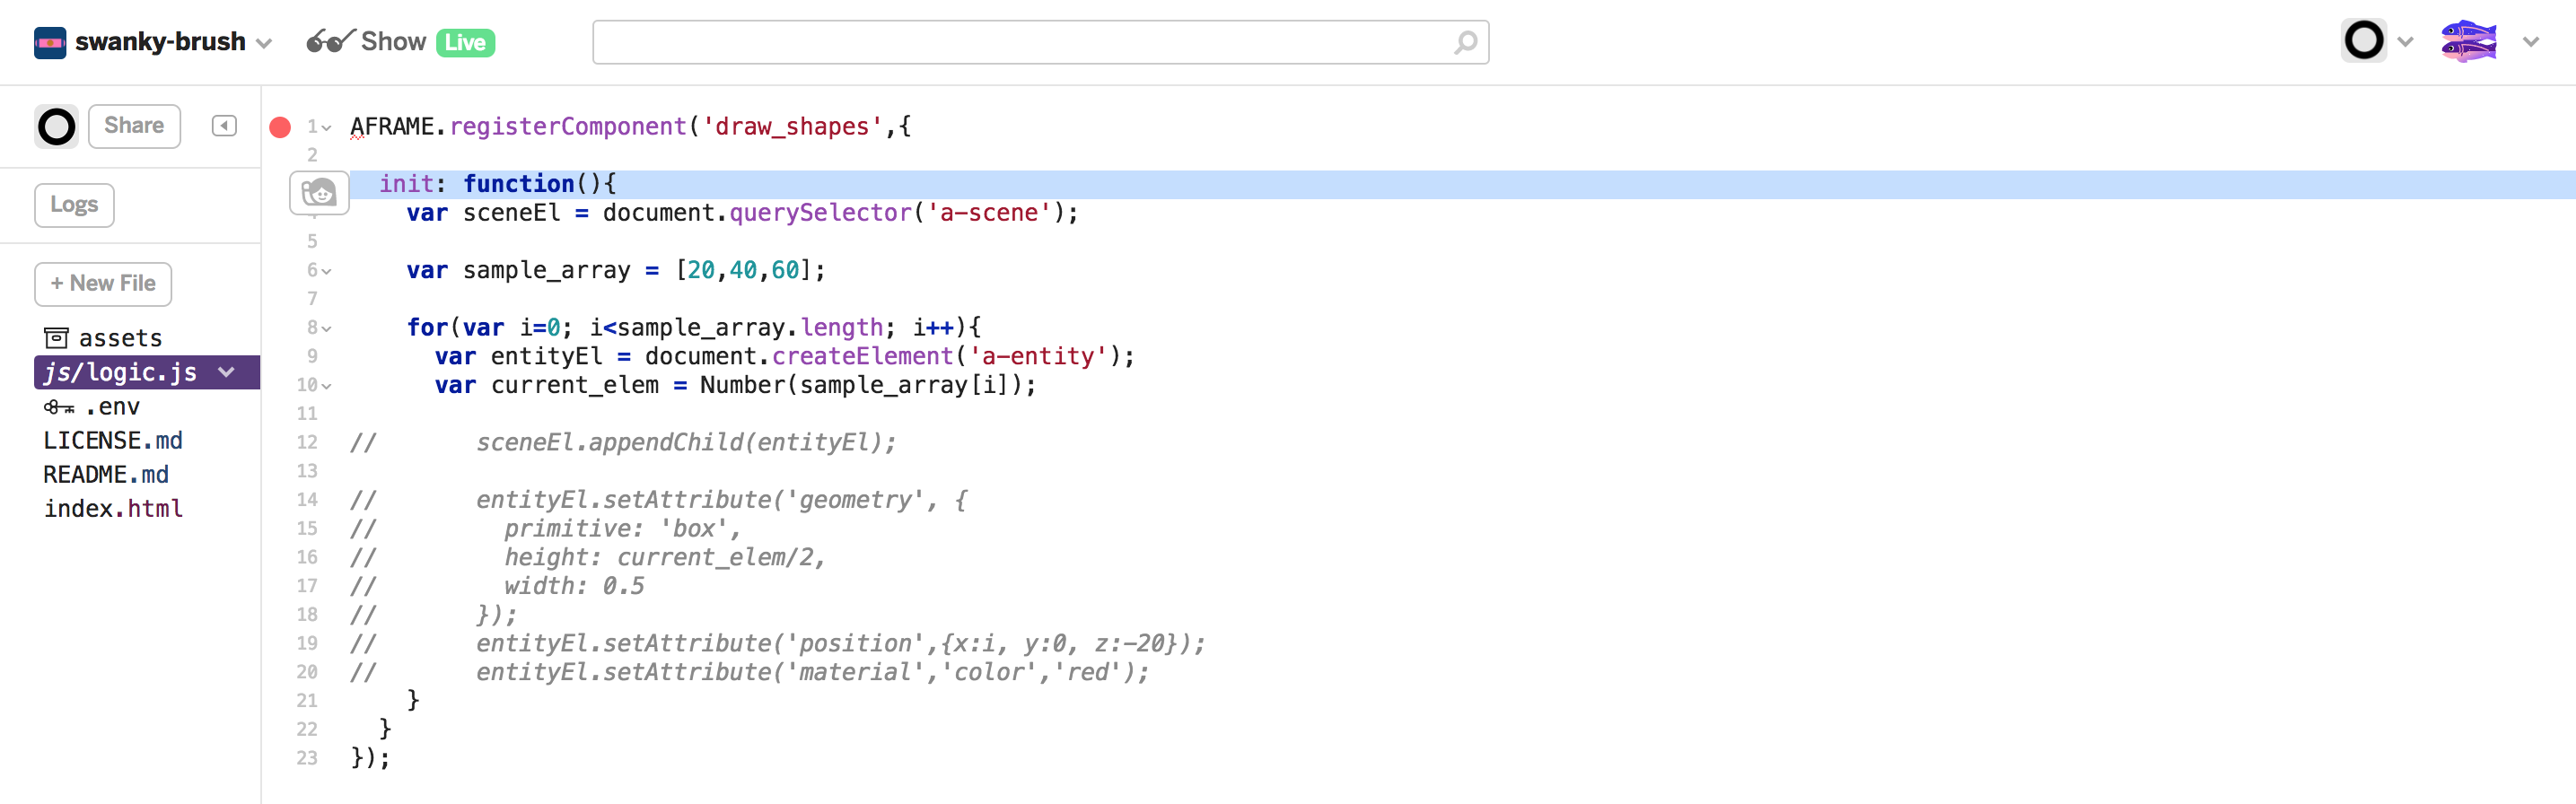 swanky-brush Show Live
Share
Logs
+ New File
assets
js/logic.js
.env
LICENSE.md
README.md
index.html
1 AFRAME.registerComponent('draw_shapes',{
2
init: function(){
var sceneEl = document.querySelector('a-scene');
5
6 var sample_array = [20,40,60];
7
8 for(var i=0; i<sample_array.length; i++){
9 var entityEl = document.createElement('a-entity');
10 var current_elem = Number(sample_array[i]);
11
12 // sceneEl.appendChild(entityEl);
13
14 // entityEl.setAttribute('geometry', {
15 // primitive: 'box',
16 // height: current_elem/2,
17 // width: 0.5
18 // });
19 // entityEl.setAttribute('position',{x:i, y:0, z:-20});
20 // entityEl.setAttribute('material','color','red');
21 }
22 }
23 });